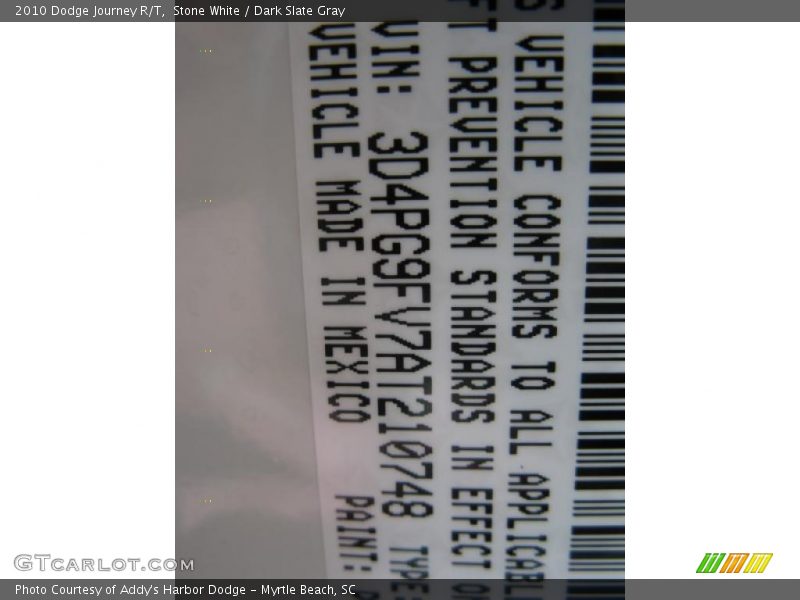 2010 Dodge Journey R/T, Stone White / Dark Slate Gray
VEHICLE CONFORMS TO ALL
FT PREVENTION STANDARDS IN EFFECT
VIN: 3D4PG9FV7AT210748 TYPE:
VEHICLE MADE IN MEXICO PAINT:
GTcarlot.com
Photo Courtesy of Addy's Harbor Dodge - Myrtle Beach, SC